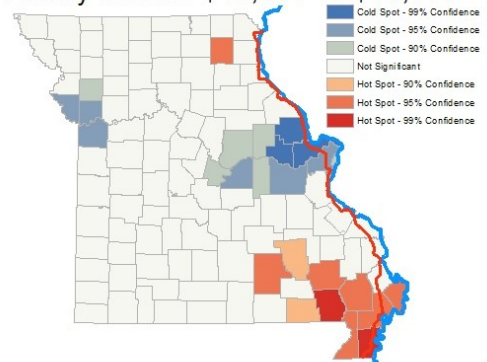 Cold Spot - 99% Confidence
Cold Spot - 95% Confidence
Cold Spot - 90% Confidence
Not Significant
Hot Spot - 90% Confidence
Hot Spot - 95% Confidence
Hot Spot - 99% Confidence